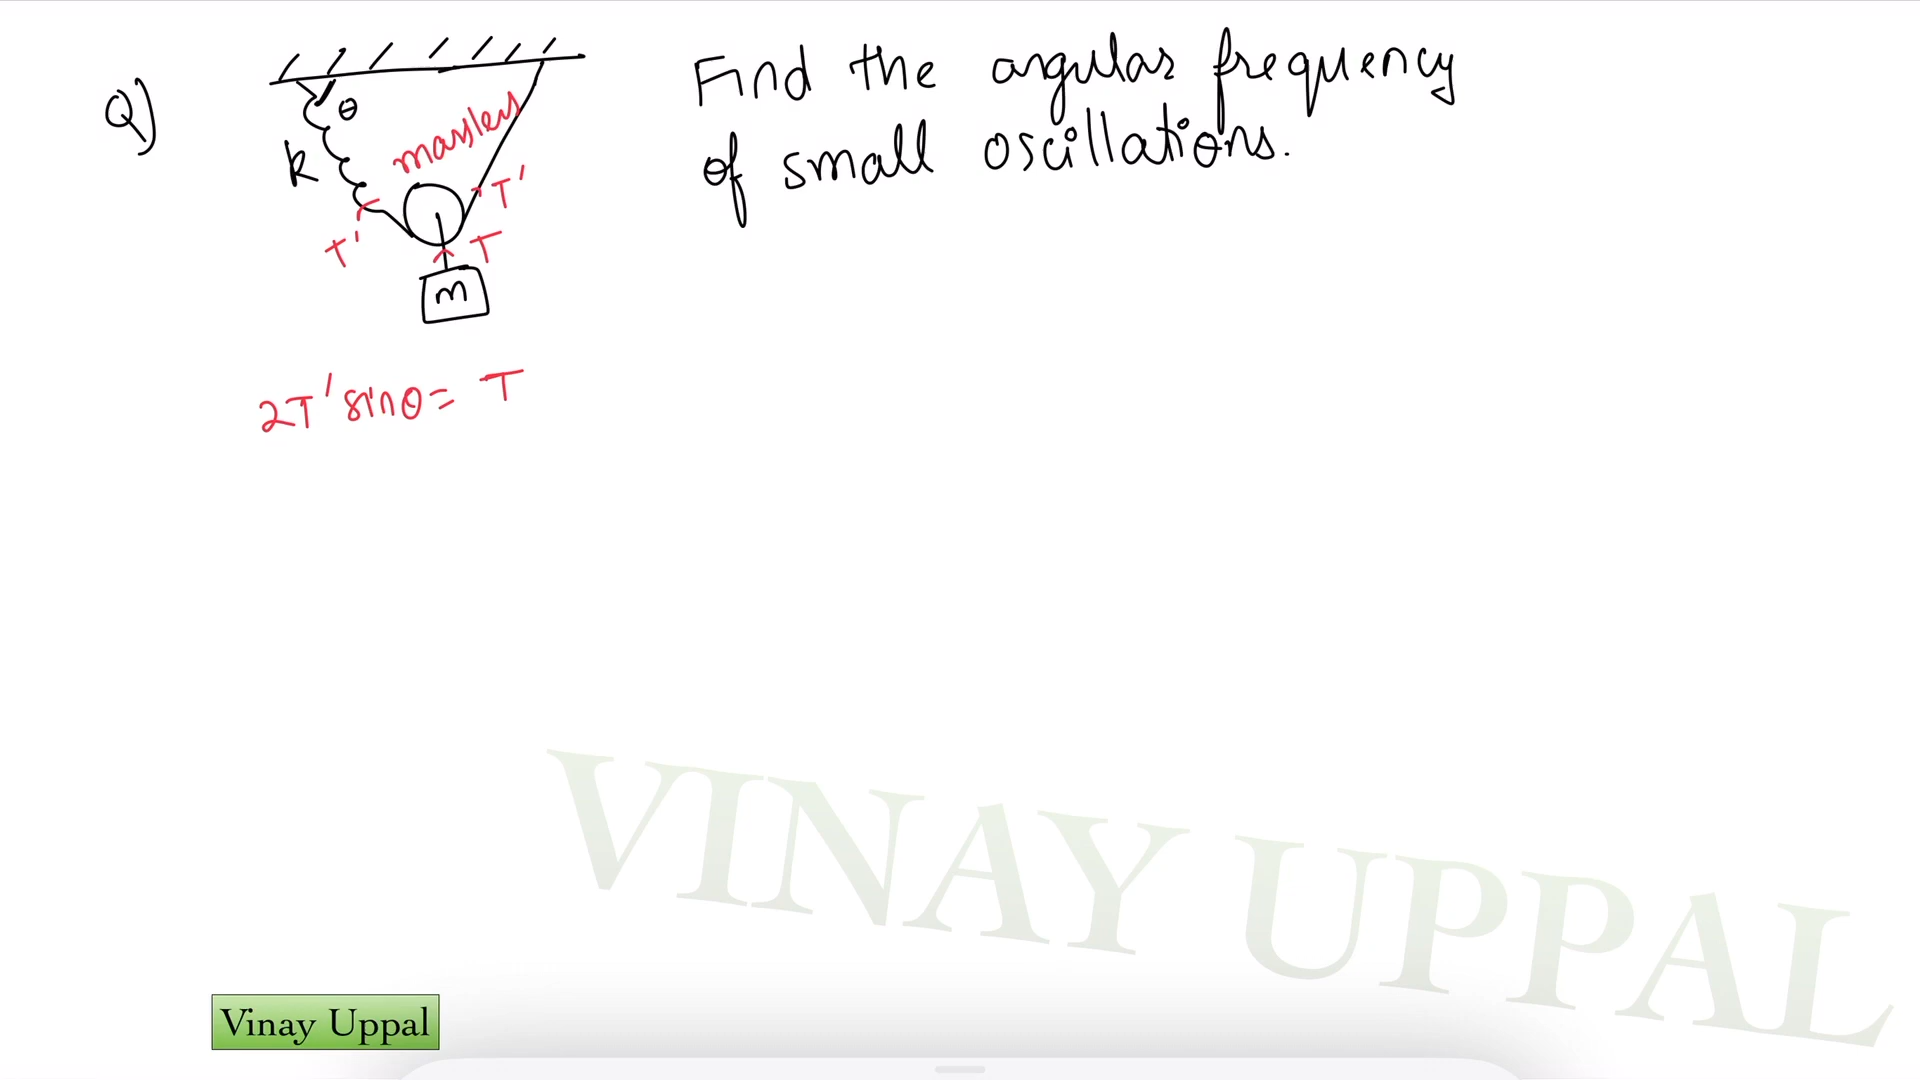 Q)
θ
k
massless
T'
T'
T
m
Find the angular frequency
of small oscillations.
2T' sinθ = T
VINAY UPPAL
Vinay Uppal